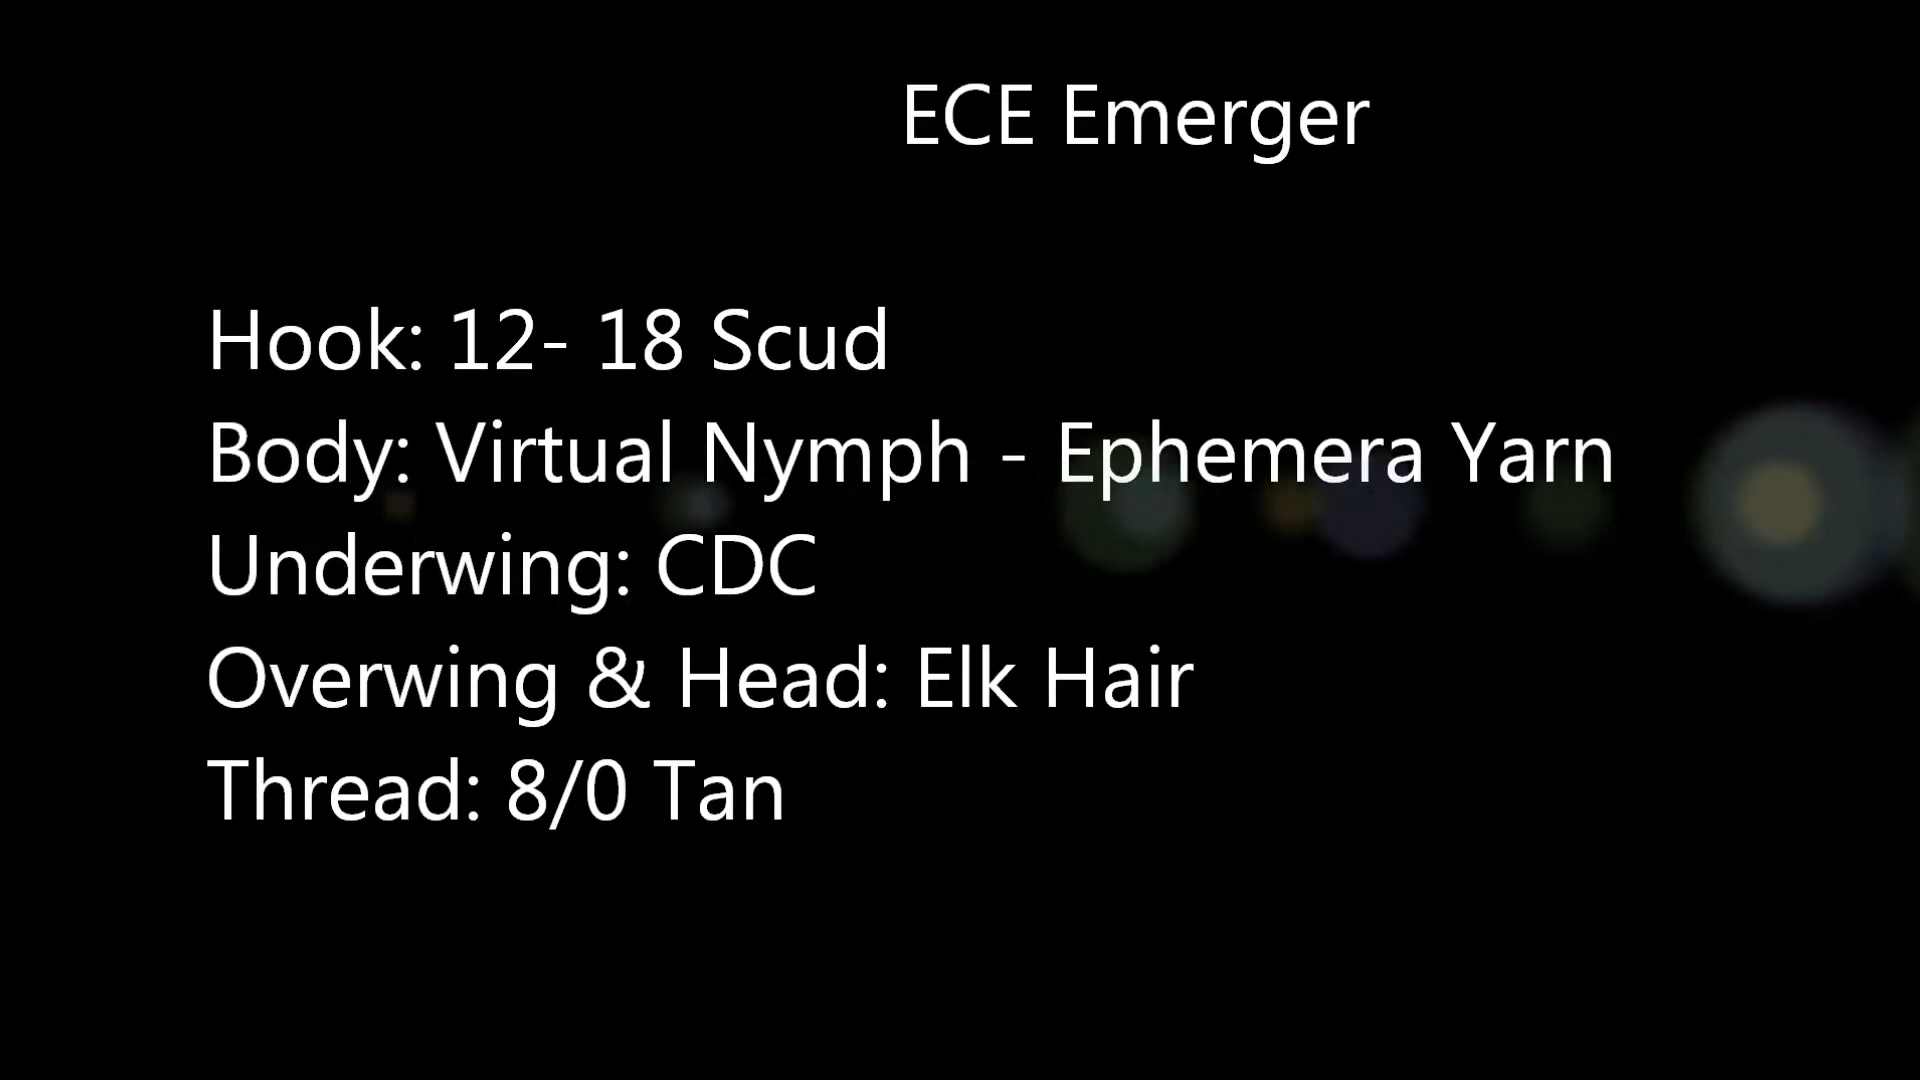 ECE Emerger
Hook: 12- 18 Scud
Body: Virtual Nymph - Ephemera Yarn
Underwing: CDC
Overwing & Head: Elk Hair
Thread: 8/0 Tan